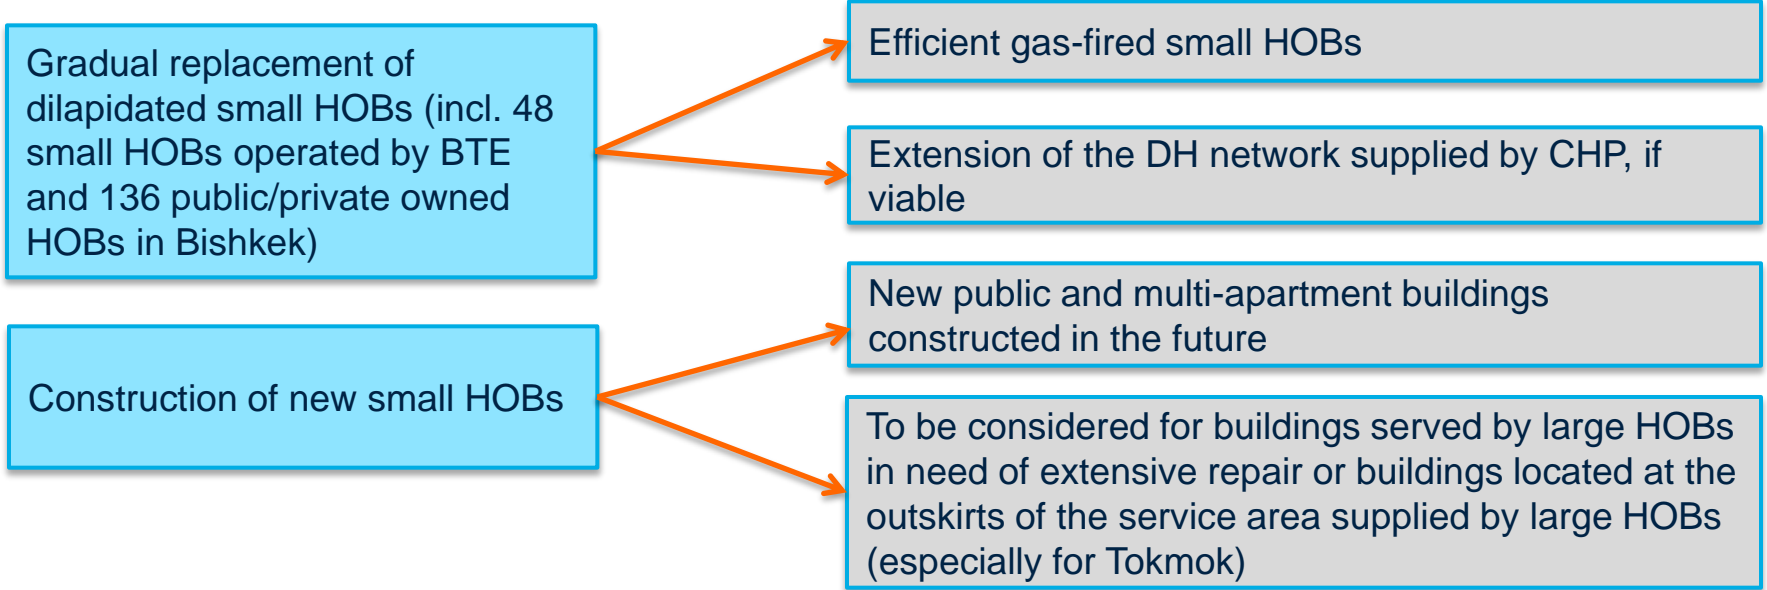 Gradual replacement of
dilapidated small HOBs (incl. 48
small HOBs operated by BTE
and 136 public/private owned
HOBs in Bishkek)
Efficient gas-fired small HOBs
Extension of the DH network supplied by CHP, if
viable
Construction of new small HOBs
New public and multi-apartment buildings
constructed in the future
To be considered for buildings served by large HOBs
in need of extensive repair or buildings located at the
outskirts of the service area supplied by large HOBs
(especially for Tokmok)